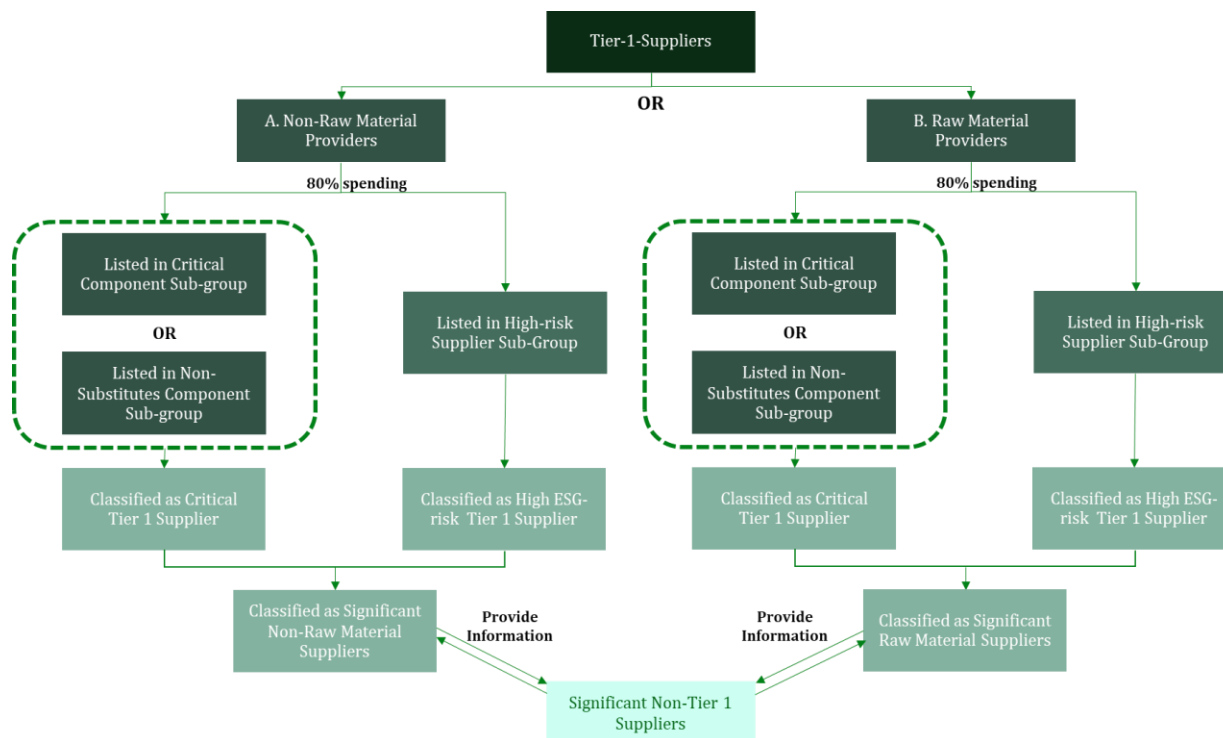 Tier-1-Suppliers
OR
A. Non-Raw Material
Providers
B. Raw Material
Providers
80% spending
80% spending
Listed in Critical
Component Sub-group
OR
Listed in Non-
Substitutes Component
Sub-group
Listed in High-risk
Supplier Sub-Group
Listed in Critical
Component Sub-group
OR
Listed in Non-
Substitutes Component
Sub-group
Listed in High-risk
Supplier Sub-Group
Classified as Critical
Tier 1 Supplier
Classified as High ESG-
risk Tier 1 Supplier
Classified as Critical
Tier 1 Supplier
Classified as High ESG-
risk Tier 1 Supplier
Classified as Significant
Non-Raw Material
Suppliers
Provide
Information
Provide
Information
Classified as Significant
Raw Material Suppliers
Significant Non-Tier 1
Suppliers